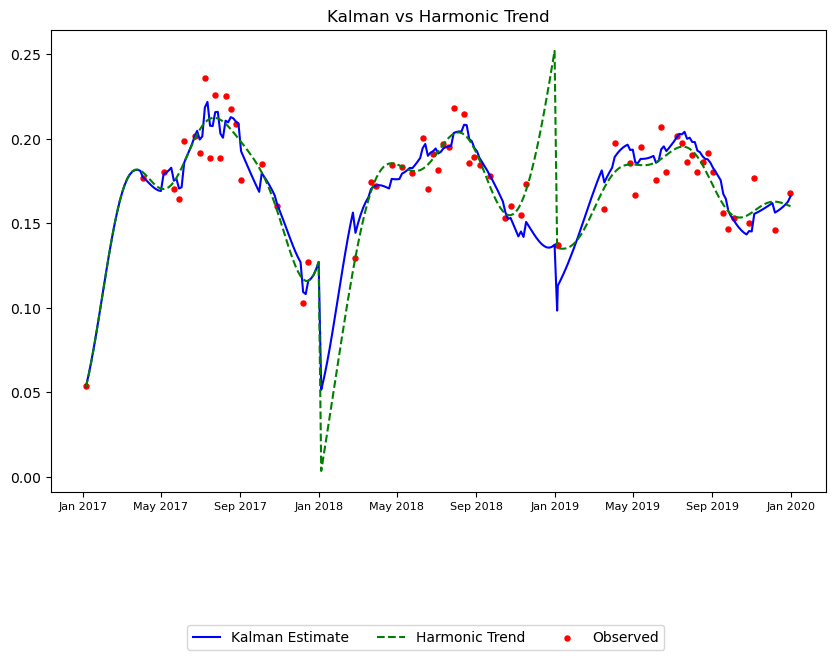 Kalman vs Harmonic Trend
0.25
0.20
0.15
0.10
0.05
0.00
Jan 2017 May 2017 Sep 2017 Jan 2018 May 2018 Sep 2018 Jan 2019 May 2019 Sep 2019 Jan 2020
Kalman Estimate Harmonic Trend Observed